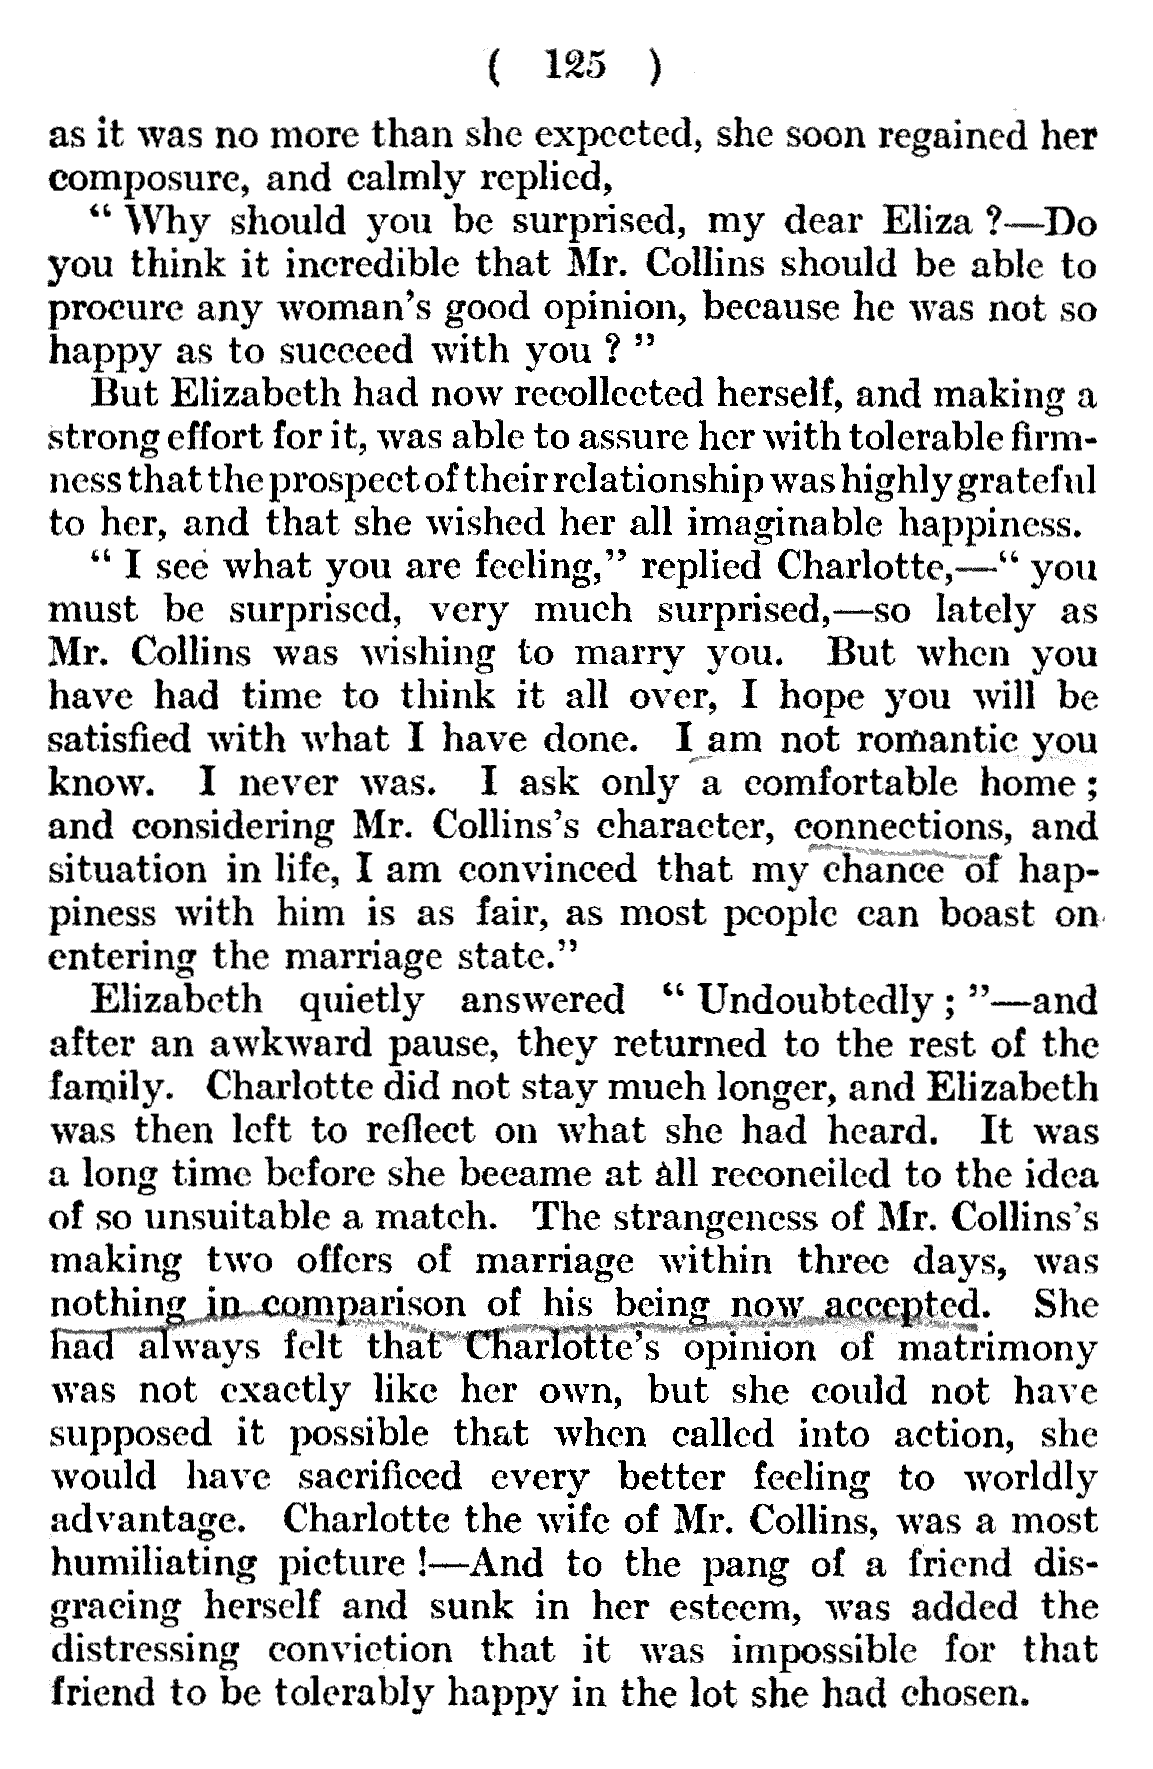 ( 125 )
as it was no more than she expected, she soon regained her
composure, and calmly replied,
“ Why should you be surprised, my dear Eliza ?—Do
you think it incredible that Mr. Collins should be able to
procure any woman’s good opinion, because he was not so
happy as to succeed with you ? ”
But Elizabeth had now recollected herself, and making a
strong effort for it, was able to assure her with tolerable firm-
ness that the prospect of their relationship was highly grateful
to her, and that she wished her all imaginable happiness.
“ I see what you are feeling,” replied Charlotte,—“ you
must be surprised, very much surprised,—so lately as
Mr. Collins was wishing to marry you. But when you
have had time to think it all over, I hope you will be
satisfied with what I have done. I am not romantic you
know. I never was. I ask only a comfortable home ;
and considering Mr. Collins’s character, connections, and
situation in life, I am convinced that my chance of hap-
piness with him is as fair, as most people can boast on
entering the marriage state.”
Elizabeth quietly answered “ Undoubtedly ; ”—and
after an awkward pause, they returned to the rest of the
family. Charlotte did not stay much longer, and Elizabeth
was then left to reflect on what she had heard. It was
a long time before she became at all reconciled to the idea
of so unsuitable a match. The strangeness of Mr. Collins’s
making two offers of marriage within three days, was
nothing in comparison of his being now accepted. She
had always felt that Charlotte’s opinion of matrimony
was not exactly like her own, but she could not have
supposed it possible that when called into action, she
would have sacrificed every better feeling to worldly
advantage. Charlotte the wife of Mr. Collins, was a most
humiliating picture !—And to the pang of a friend dis-
gracing herself and sunk in her esteem, was added the
distressing conviction that it was impossible for that
friend to be tolerably happy in the lot she had chosen.